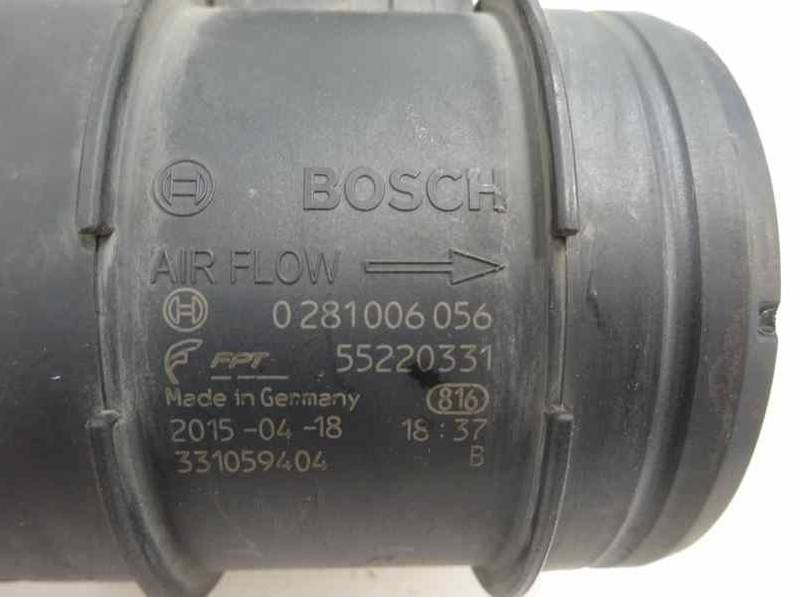 BOSCH
AIR FLOW
0 281 006 056
FPT 55220331
Made in Germany 816
2015-04-18 18:37
331059404 B